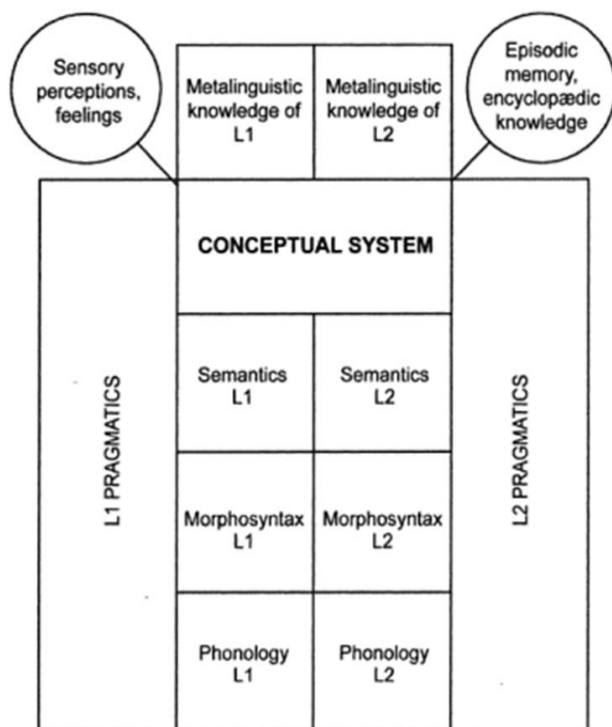 Sensory
perceptions,
feelings
Metalinguistic
knowledge of
L1
Metalinguistic
knowledge of
L2
Episodic
memory,
encyclopædic
knowledge
CONCEPTUAL SYSTEM
L1 PRAGMATICS
Semantics
L1
Semantics
L2
L2 PRAGMATICS
Morphosyntax
L1
Morphosyntax
L2
Phonology
L1
Phonology
L2